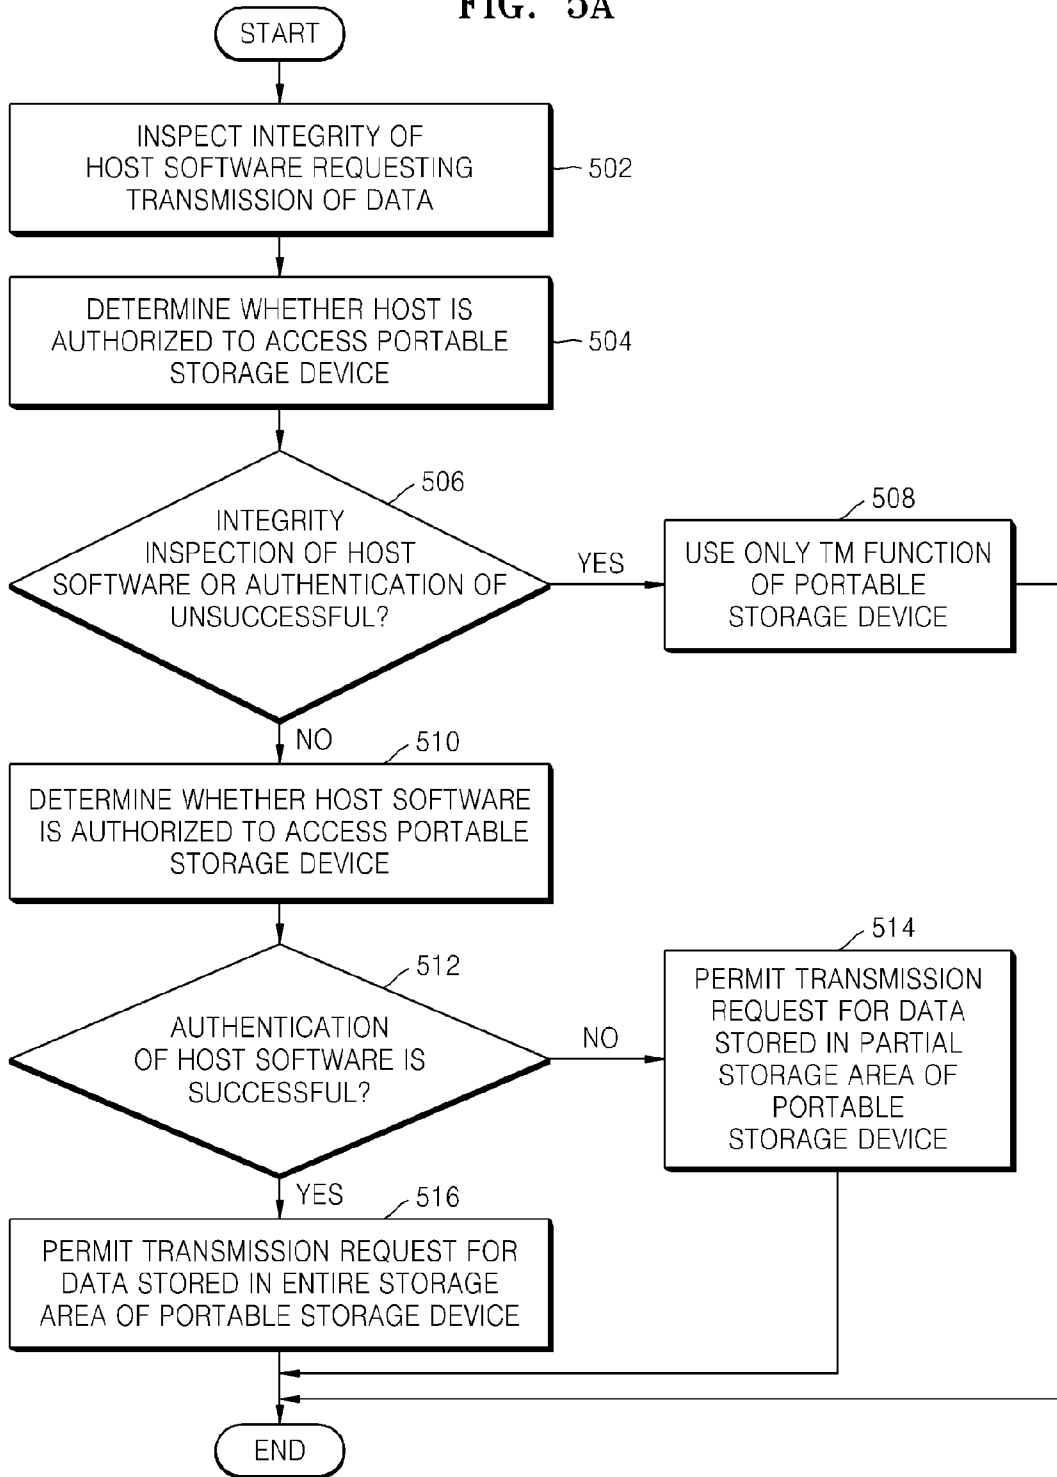 FIG. 5A
START
INSPECT INTEGRITY OF
HOST SOFTWARE REQUESTING
TRANSMISSION OF DATA
502
DETERMINE WHETHER HOST IS
AUTHORIZED TO ACCESS PORTABLE
STORAGE DEVICE
504
506
INTEGRITY
INSPECTION OF HOST
SOFTWARE OR AUTHENTICATION OF
UNSUCCESSFUL?
YES
508
USE ONLY TM FUNCTION
OF PORTABLE
STORAGE DEVICE
NO
510
DETERMINE WHETHER HOST SOFTWARE
IS AUTHORIZED TO ACCESS PORTABLE
STORAGE DEVICE
512
AUTHENTICATION
OF HOST SOFTWARE IS
SUCCESSFUL?
NO
514
PERMIT TRANSMISSION
REQUEST FOR DATA
STORED IN PARTIAL
STORAGE AREA OF
PORTABLE
STORAGE DEVICE
YES
516
PERMIT TRANSMISSION REQUEST FOR
DATA STORED IN ENTIRE STORAGE
AREA OF PORTABLE STORAGE DEVICE
END